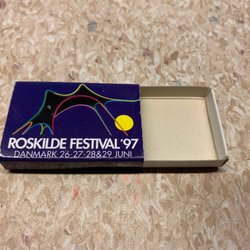 ROSKILDE FESTIVAL '97
DANMARK 26·27·28&29 JUNI